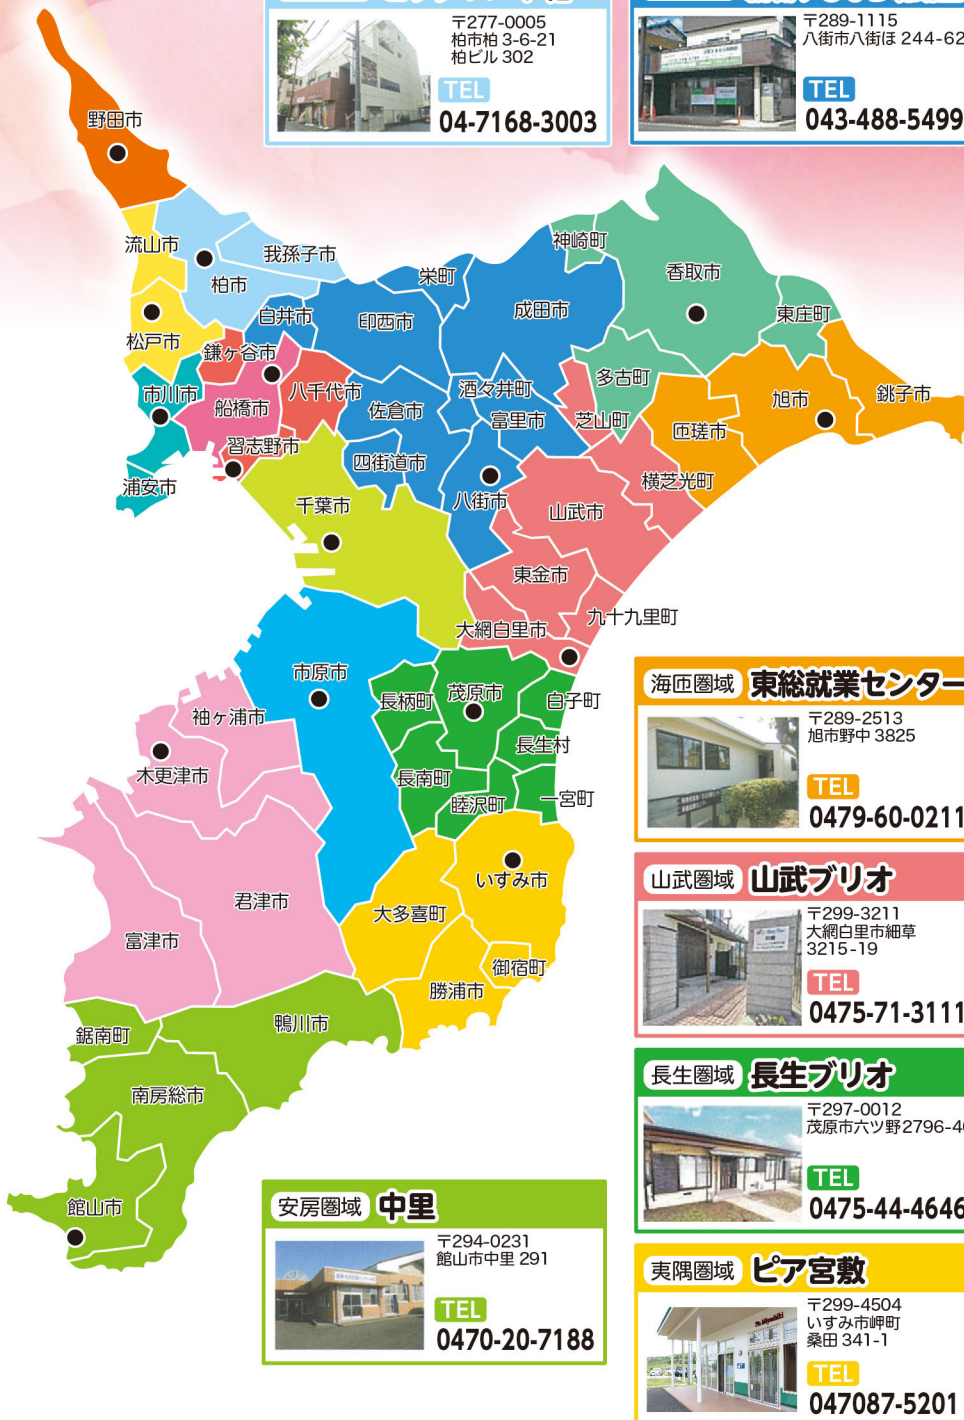 〒277-0005
柏市柏 3-6-21
柏ビル 302
TEL
04-7168-3003
〒289-1115
八街市八街ほ 244-62
TEL
043-488-5499
野田市
流山市
我孫子市
柏市
神崎町
香取市
栄町
成田市
東庄町
白井市
印西市
松戸市
鎌ヶ谷市
多古町
銚子市
市川市
八千代市
酒々井町
旭市
船橋市
佐倉市
富里市
芝山町
匝瑳市
習志野市
四街道市
横芝光町
浦安市
千葉市
八街市
山武市
東金市
九十九里町
大網白里市
市原市
長柄町
茂原市
白子町
袖ヶ浦市
長生村
木更津市
長南町
睦沢町
一宮町
いすみ市
君津市
大多喜町
富津市
御宿町
勝浦市
鋸南町
鴨川市
南房総市
館山市
海匝圏域 東総就業センター
〒289-2513
旭市野中 3825
TEL
0479-60-0211
山武圏域 山武ブリオ
〒299-3211
大網白里市細草
3215-19
TEL
0475-71-3111
長生圏域 長生ブリオ
〒297-0012
茂原市六ツ野2796-4
TEL
0475-44-4646
安房圏域 中里
〒294-0231
館山市中里 291
TEL
0470-20-7188
夷隅圏域 ピア宮敷
〒299-4504
いすみ市岬町
桑田 341-1
TEL
047087-5201